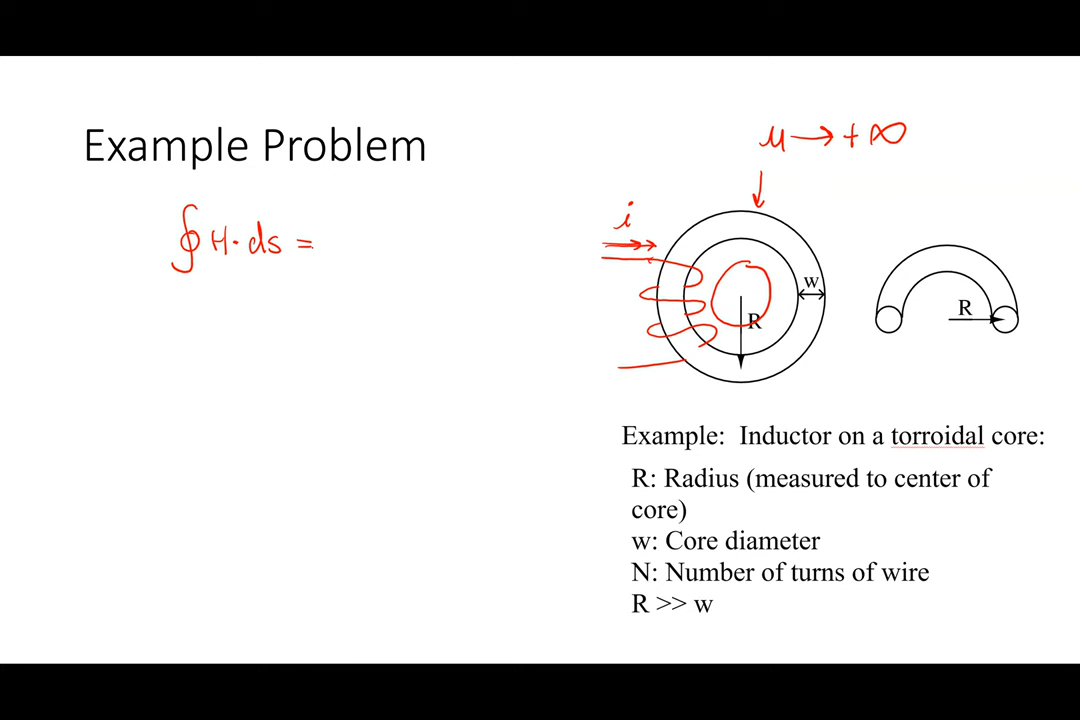 Example Problem
μ → + ∞
∮ H · ds =
i
w
R
R
Example: Inductor on a torroidal core:
R: Radius (measured to center of
core)
w: Core diameter
N: Number of turns of wire
R >> w